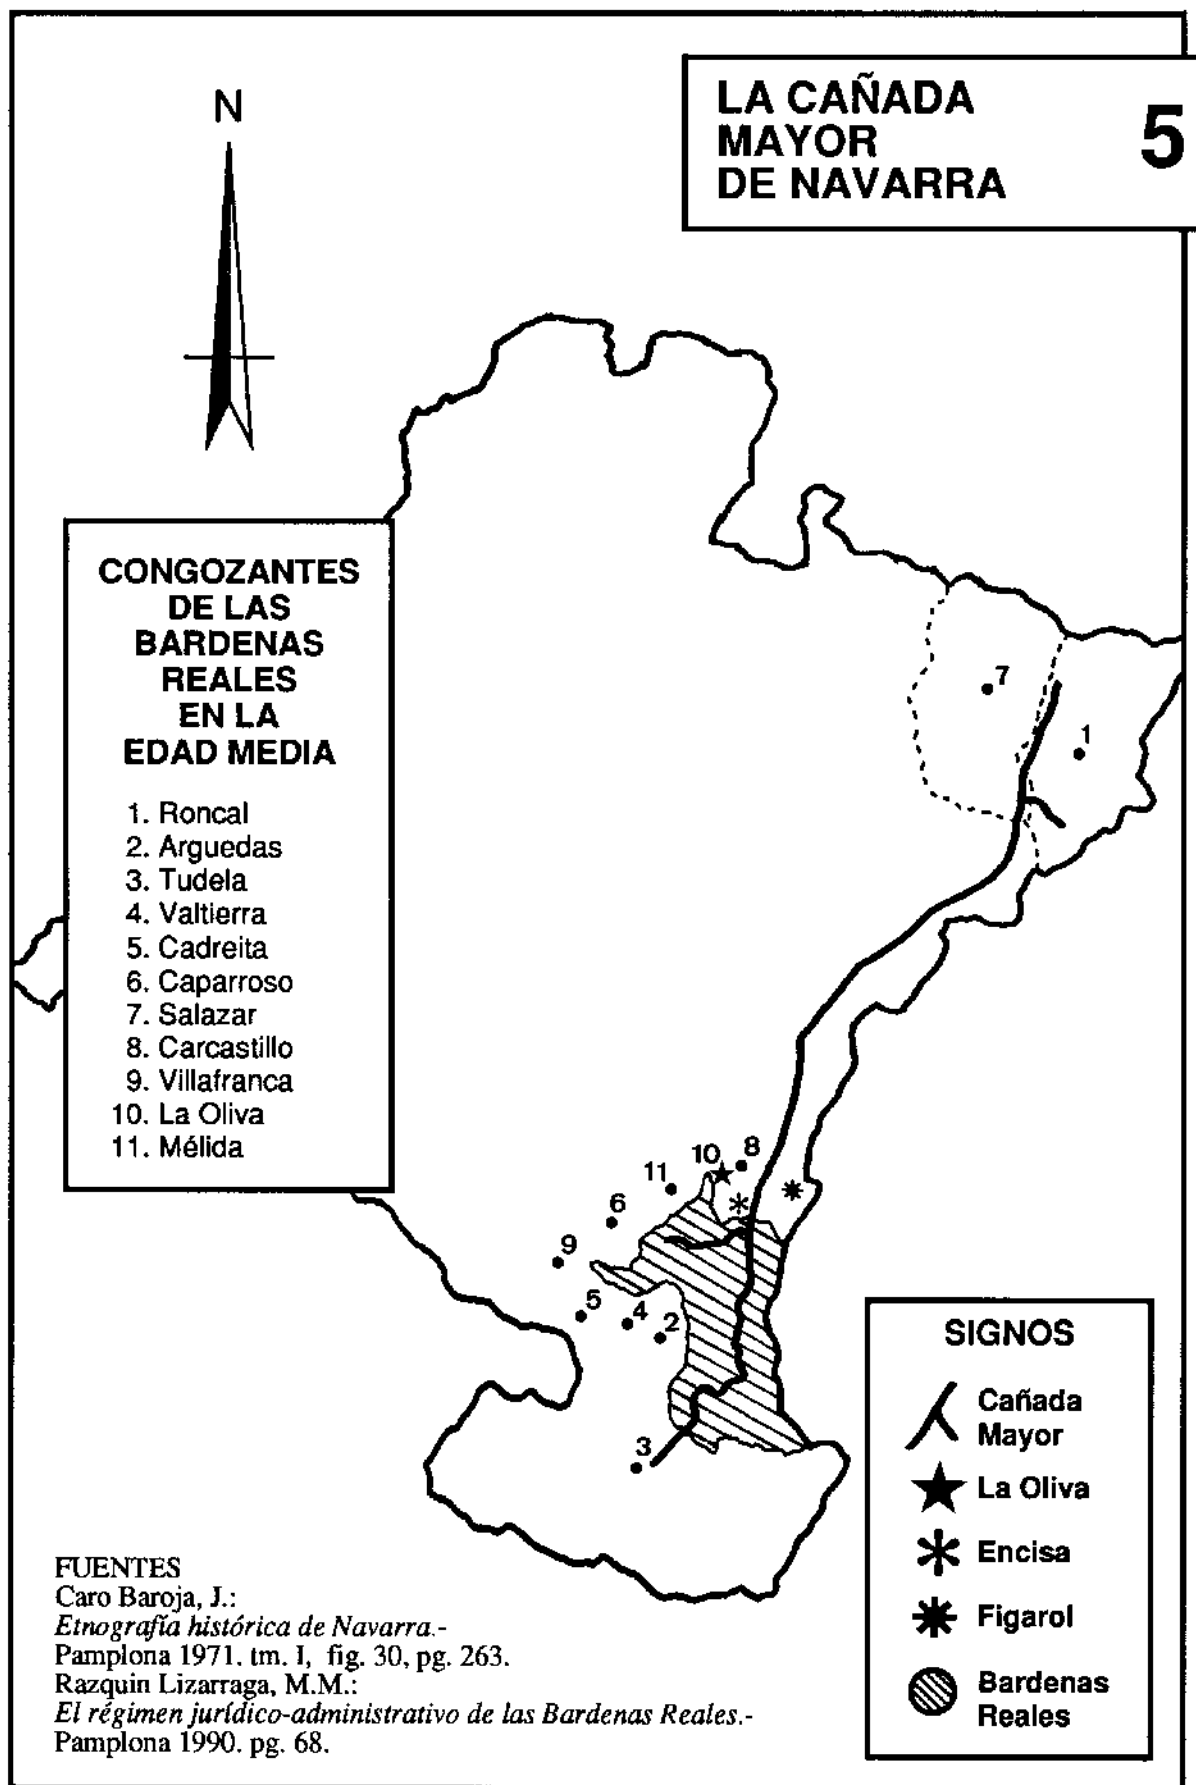 LA CAÑADA
MAYOR
DE NAVARRA
5
N
CONGOZANTES
DE LAS
BARDENAS
REALES
EN LA
EDAD MEDIA
1. Roncal
2. Arguedas
3. Tudela
4. Valtierra
5. Cadreita
6. Caparroso
7. Salazar
8. Carcastillo
9. Villafranca
10. La Oliva
11. Mélida
7
1
10
8
11
6
9
5
4
2
3
SIGNOS
Cañada
Mayor
La Oliva
Encisa
Figarol
Bardenas
Reales
FUENTES
Caro Baroja, J.:
Etnografía histórica de Navarra.-
Pamplona 1971. tm. I, fig. 30, pg. 263.
Razquin Lizarraga, M.M.:
El régimen jurídico-administrativo de las Bardenas Reales.-
Pamplona 1990. pg. 68.